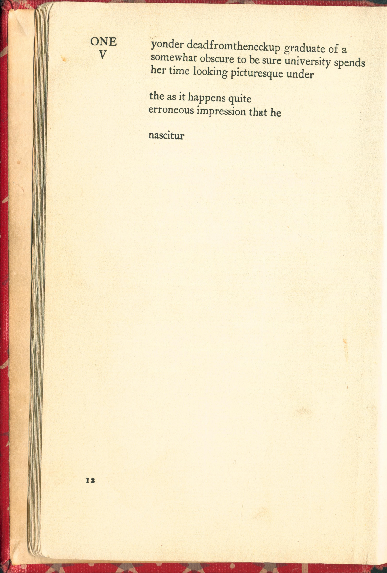 ONE
V
yonder deadfromtheneckup graduate of a
somewhat obscure to be sure university spends
her time looking picturesque under
the as it happens quite
erroneous impression that he
nascitur
12